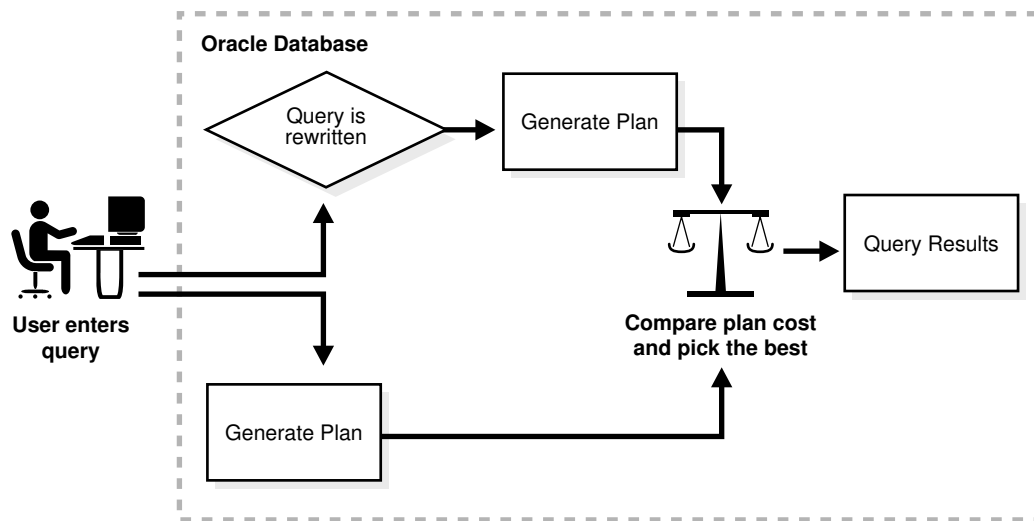 Oracle Database
Query is
rewritten
Generate Plan
Query Results
User enters
query
Compare plan cost
and pick the best
Generate Plan